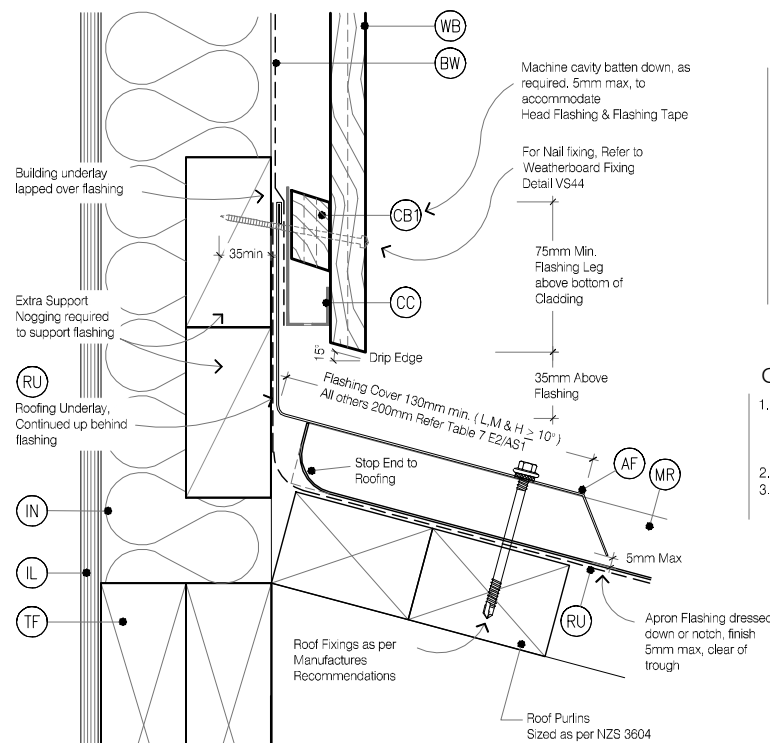 WB
BW
Machine cavity batten down, as
required. 5mm max, to
accommodate
Head Flashing & Flashing Tape
For Nail fixing, Refer to
Weatherboard Fixing
Detail VS44
Building underlay
lapped over flashing
CB1
35min
75mm Min.
Flashing Leg
above bottom of
Cladding
CC
Extra Support
Nogging required
to support flashing
15°
Drip Edge
35mm Above
Flashing
RU
Roofing Underlay,
Continued up behind
flashing
Flashing Cover 130mm min. ( L,M & H ≥ 10° )
All others 200mm Refer Table 7 E2/AS1
1.
2.
3.
Stop End to
Roofing
AF
MR
IN
5mm Max
IL
TF
RU
Apron Flashing dressed
down or notch, finish
5mm max, clear of
trough
Roof Fixings as per
Manufactures
Recommendations
Roof Purlins
Sized as per NZS 3604